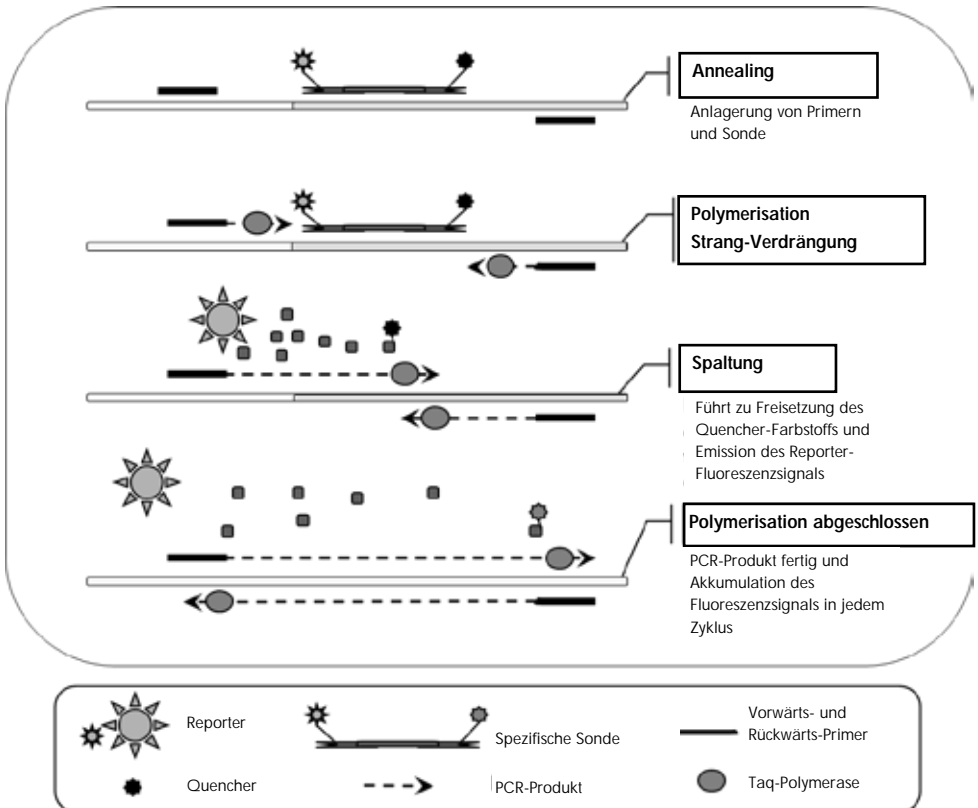 Annealing
Anlagerung von Primern
und Sonde
Polymerisation
Strang-Verdrängung
Spaltung
Führt zu Freisetzung des
Quencher-Farbstoffs und
Emission des Reporter-
Fluoreszenzsignals
Polymerisation abgeschlossen
PCR-Produkt fertig und
Akkumulation des
Fluoreszenzsignals in jedem
Zyklus
Reporter
Spezifische Sonde
Vorwärts- und
Rückwärts-Primer
Quencher
PCR-Produkt
Taq-Polymerase